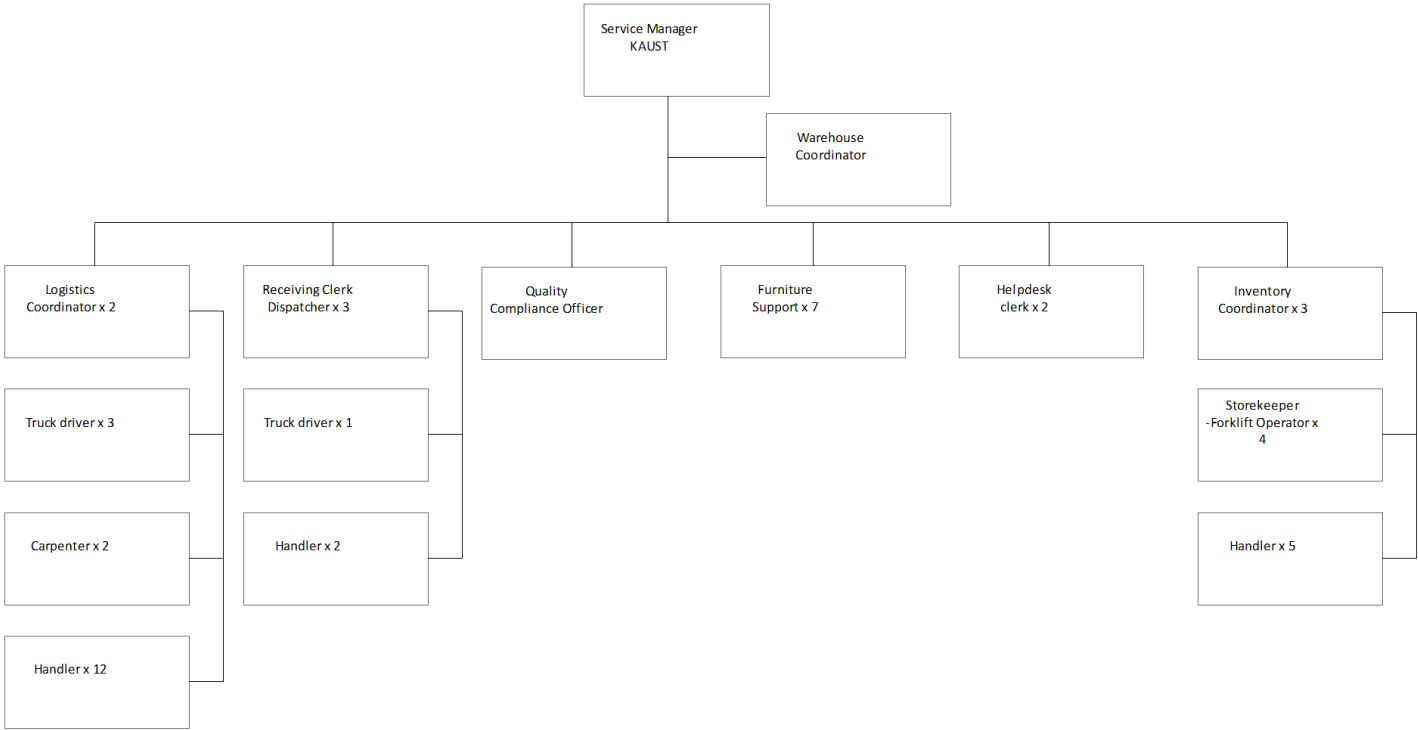 Service Manager
KAUST
Warehouse
Coordinator
Logistics
Coordinator x 2
Receiving Clerk
Dispatcher x 3
Quality
Compliance Officer
Furniture
Support x 7
Helpdesk
clerk x 2
Inventory
Coordinator x 3
Truck driver x 3
Truck driver x 1
Storekeeper
-Forklift Operator x
4
Carpenter x 2
Handler x 2
Handler x 5
Handler x 12